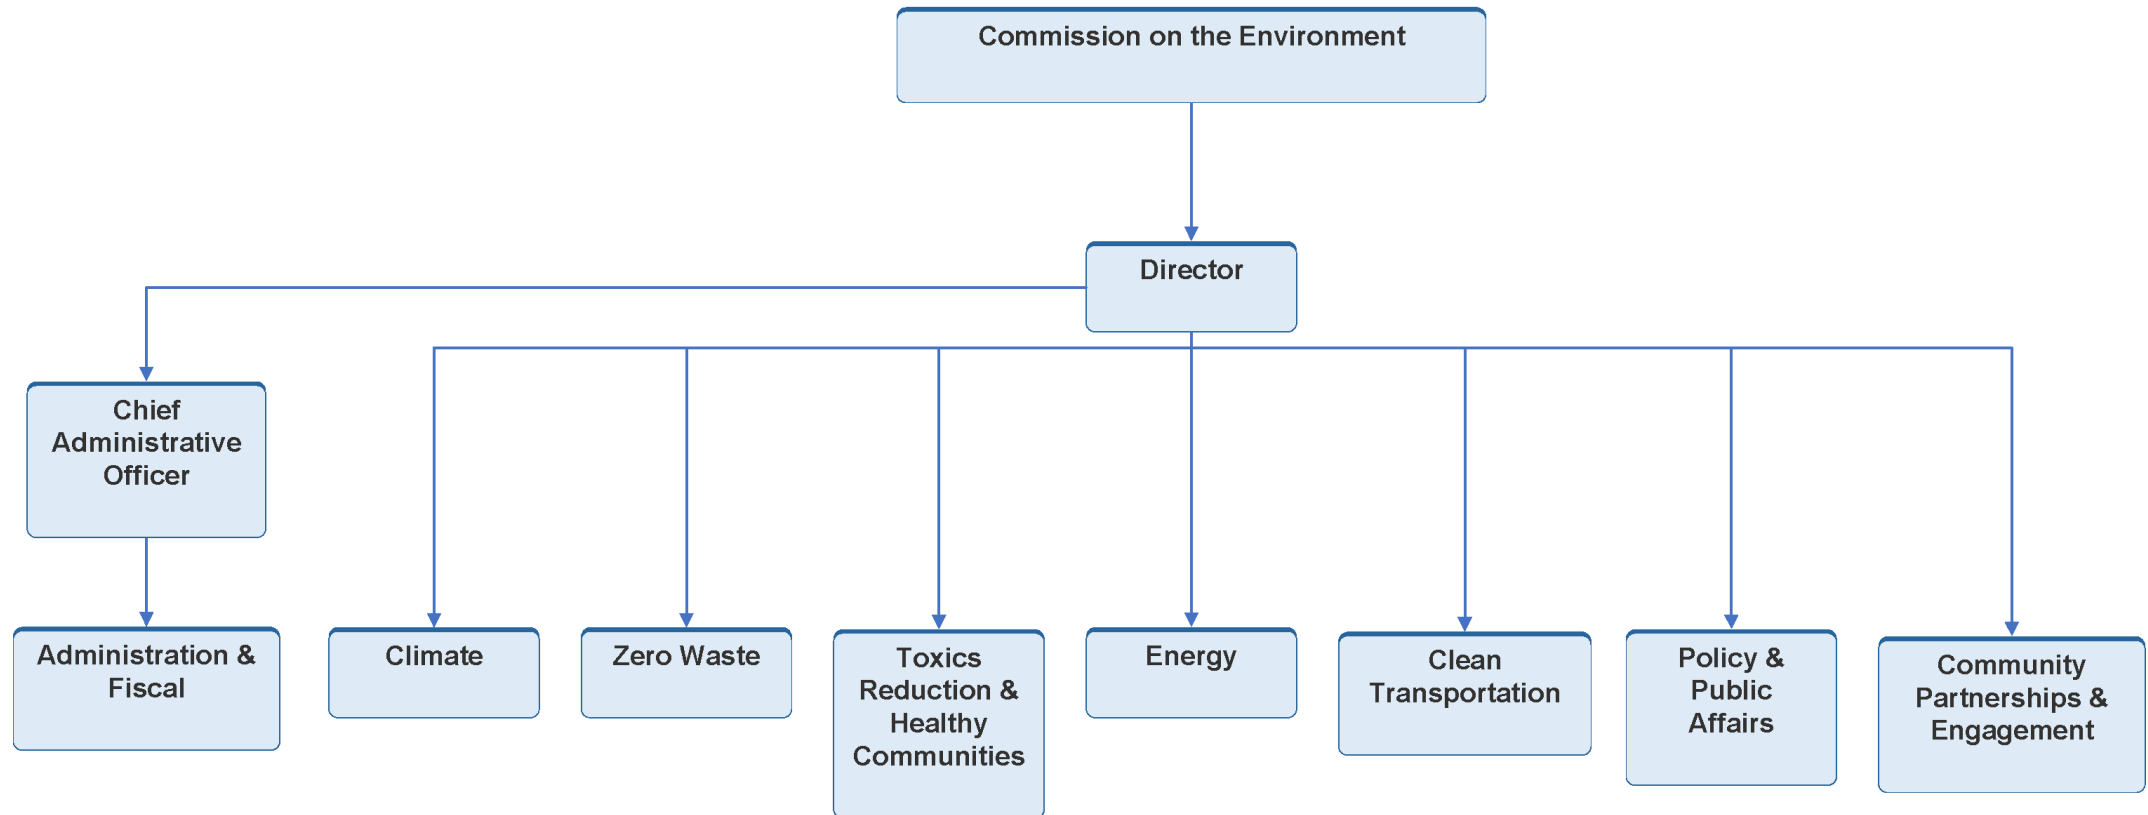 Commission on the Environment
Director
Chief
Administrative
Officer
Administration &
Fiscal
Climate
Zero Waste
Toxics
Reduction &
Healthy
Communities
Energy
Clean
Transportation
Policy &
Public
Affairs
Community
Partnerships &
Engagement